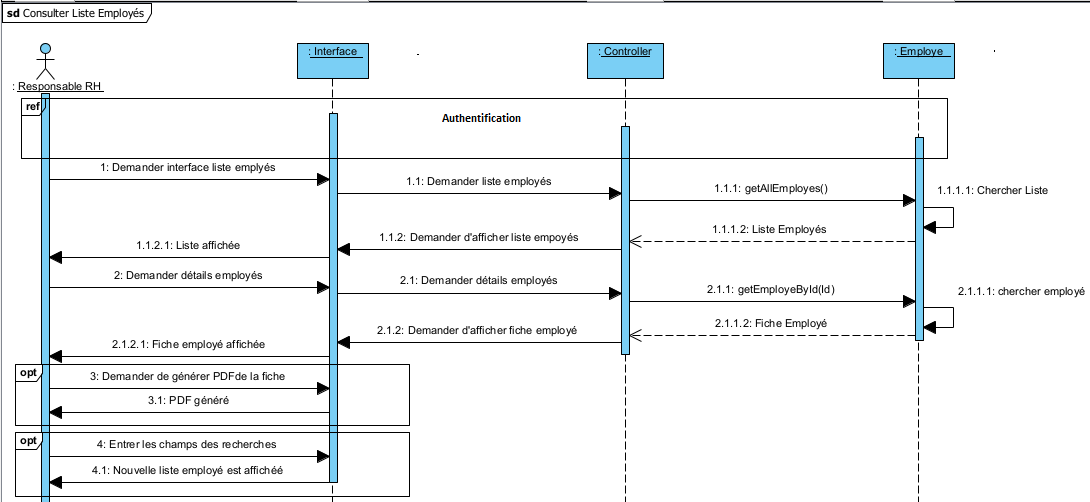 sd Consulter Liste Employés
: Responsable RH
: Interface
: Controller
: Employe
ref
Authentification
1: Demander interface liste emplyés
1.1: Demander liste employés
1.1.1: getAllEmployes()
1.1.1.1: Chercher Liste
1.1.1.2: Liste Employés
1.1.2: Demander d'afficher liste empoyés
1.1.2.1: Liste affichée
2: Demander détails employés
2.1: Demander détails employés
2.1.1: getEmployeById(Id)
2.1.1.1: chercher employé
2.1.1.2: Fiche Employé
2.1.2: Demander d'afficher fiche employé
2.1.2.1: Fiche employé affichée
opt
3: Demander de générer PDFde la fiche
3.1: PDF généré
opt
4: Entrer les champs des recherches
4.1: Nouvelle liste employé est affichéé